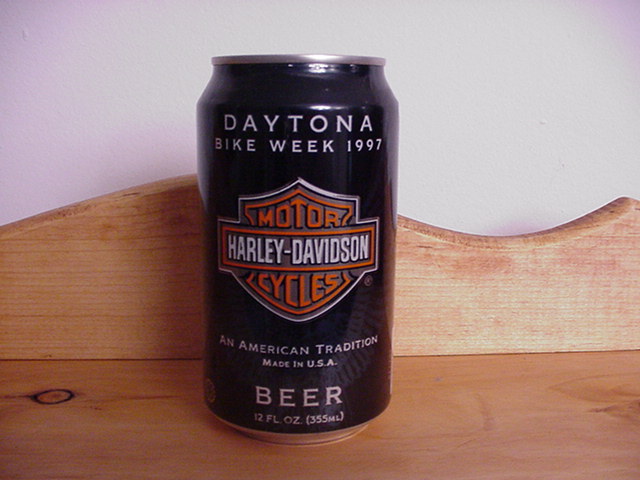 DAYTONA
BIKE WEEK 1997
MOTOR
HARLEY-DAVIDSON
CYCLES
®
AN AMERICAN TRADITION
MADE IN U.S.A.
BEER
12 FL. OZ. (355ML)